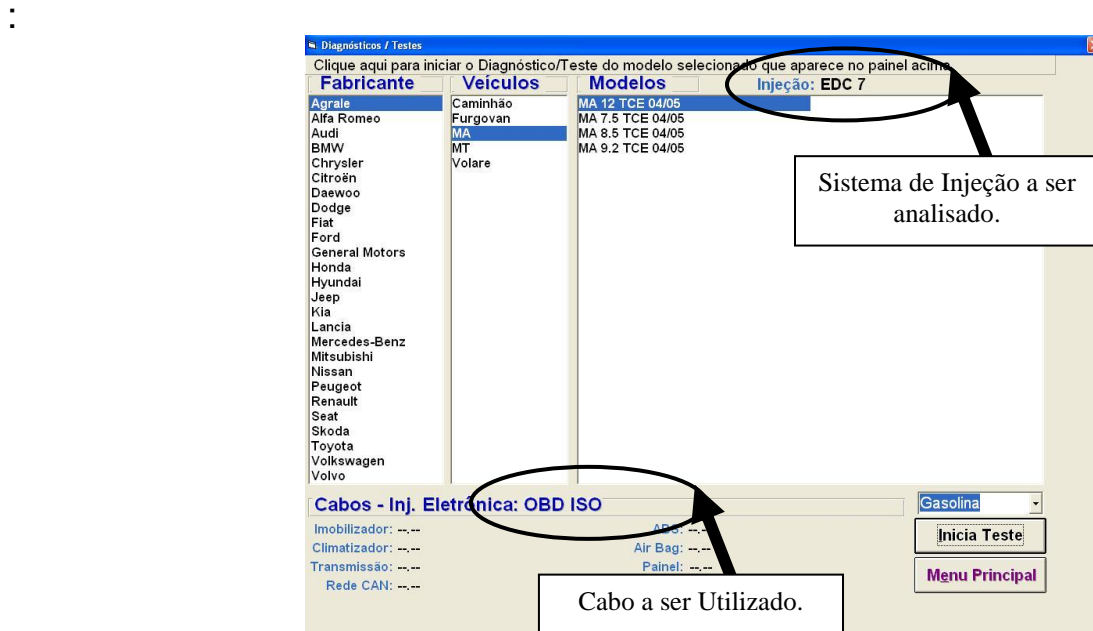 :
Diagnósticos / Testes
Clique aqui para iniciar o Diagnóstico/Teste do modelo selecionado que aparece no painel acima
Fabricante
Veículos
Modelos
Injeção: EDC 7
Agrale
Alfa Romeo
Audi
BMW
Chrysler
Citroën
Daewoo
Dodge
Fiat
Ford
General Motors
Honda
Hyundai
Jeep
Kia
Lancia
Mercedes-Benz
Mitsubishi
Nissan
Peugeot
Renault
Seat
Skoda
Toyota
Volkswagen
Volvo
Caminhão
Furgovan
MA
MT
Volare
MA 12 TCE 04/05
MA 7.5 TCE 04/05
MA 8.5 TCE 04/05
MA 9.2 TCE 04/05
Sistema de Injeção a ser
analisado.
Cabos - Inj. Eletrônica: OBD ISO
Imobilizador: --,--
Climatizador: --,--
Transmissão: --,--
Rede CAN: --,--
ABS: --,--
Air Bag: --,--
Painel: --,--
Gasolina
Inicia Teste
Menu Principal
Cabo a ser Utilizado.